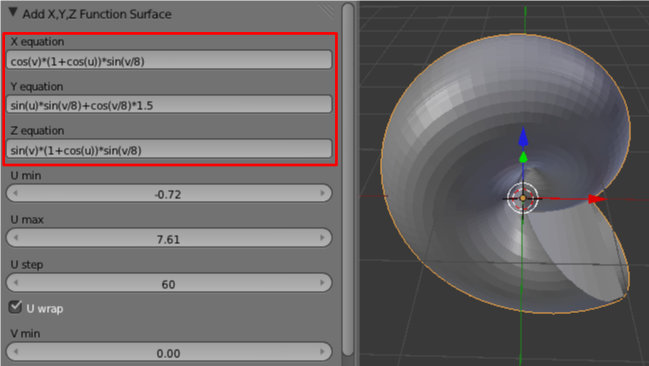 Add X,Y,Z Function Surface
X equation
cos(v)*(1+cos(u))*sin(v/8)
Y equation
sin(u)*sin(v/8)+cos(v/8)*1.5
Z equation
sin(v)*(1+cos(u))*sin(v/8)
U min
-0.72
U max
7.61
U step
60
U wrap
V min
0.00